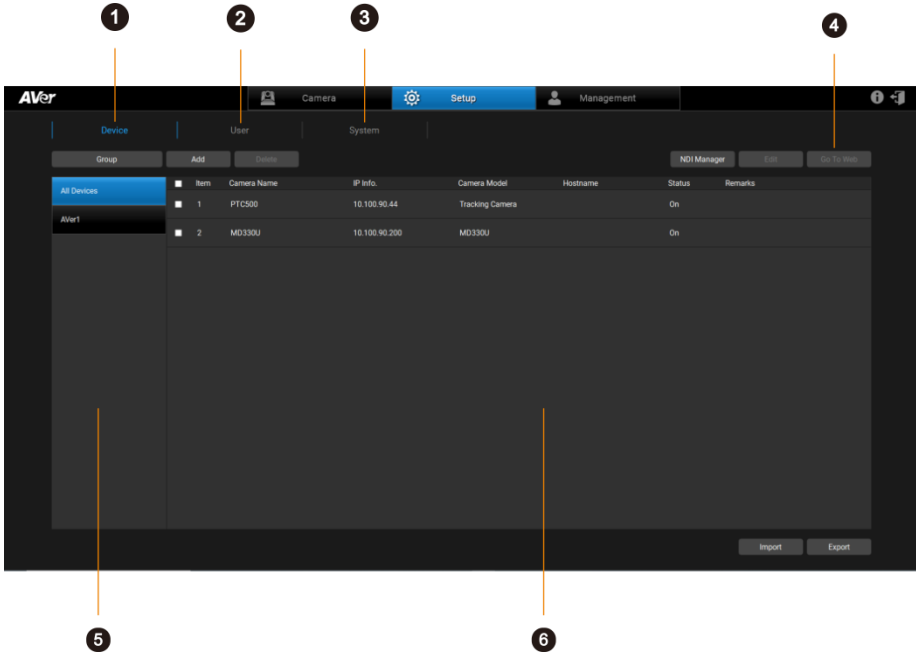 1 2 3 4
AVer Camera Setup Management
Device User System
Group Add Delete NDI Manager Edit Go To Web
All Devices Item Camera Name IP Info. Camera Model Hostname Status Remarks
1 PTC500 10.100.90.44 Tracking Camera On
AVer1
2 MD330U 10.100.90.200 MD330U On
Import Export
5 6